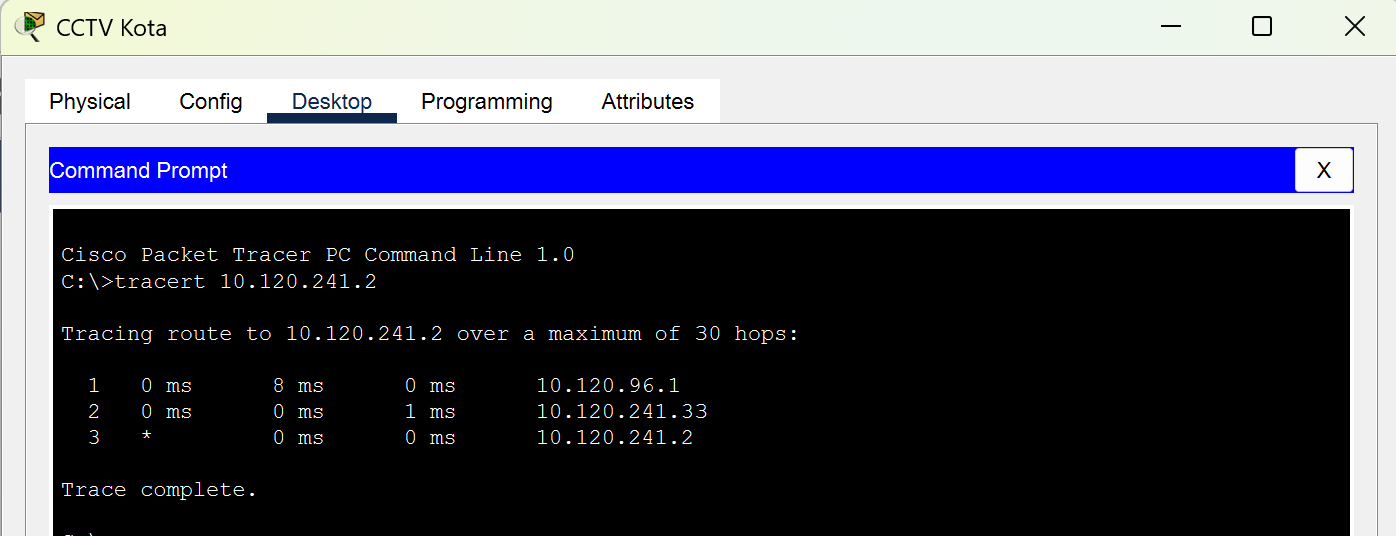 CCTV Kota
Physical Config Desktop Programming Attributes
Command Prompt X
Cisco Packet Tracer PC Command Line 1.0
C:\>tracert 10.120.241.2
Tracing route to 10.120.241.2 over a maximum of 30 hops:
1 0 ms 8 ms 0 ms 10.120.96.1
2 0 ms 0 ms 1 ms 10.120.241.33
3 * 0 ms 0 ms 10.120.241.2
Trace complete.